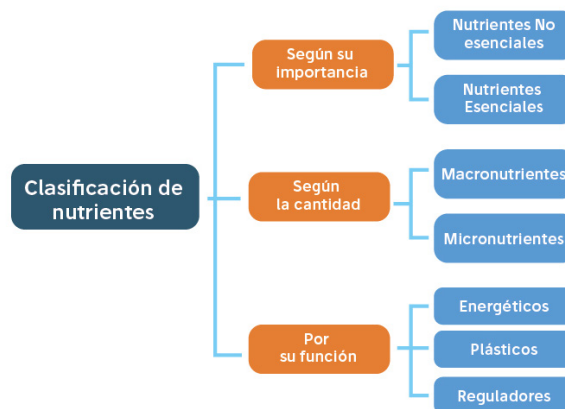 Clasificación de
nutrientes
Según su
importancia
Nutrientes No
esenciales
Nutrientes
Esenciales
Según
la cantidad
Macronutrientes
Micronutrientes
Por
su función
Energéticos
Plásticos
Reguladores